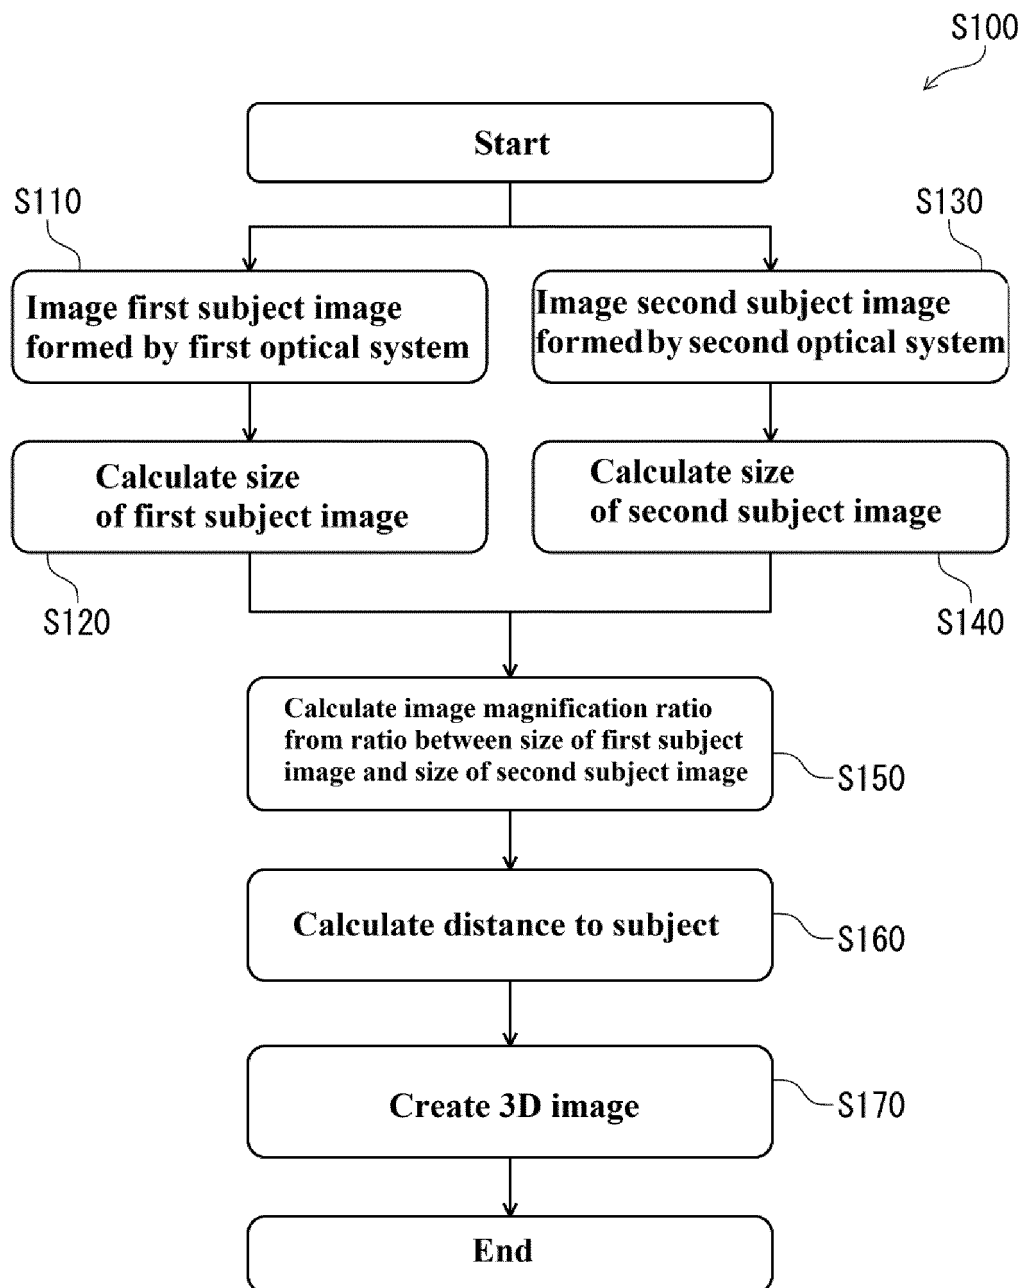 S100
Start
S110
S130
Image first subject image
formed by first optical system
Image second subject image
formed by second optical system
Calculate size
of first subject image
Calculate size
of second subject image
S120
S140
Calculate image magnification ratio
from ratio between size of first subject
image and size of second subject image
S150
Calculate distance to subject
S160
Create 3D image
S170
End